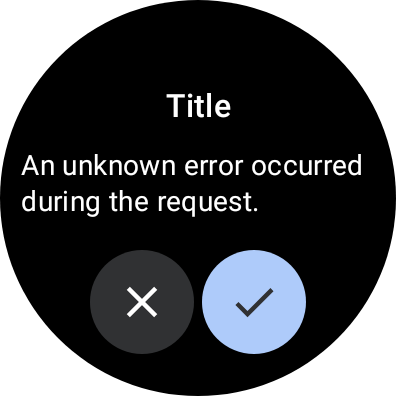 Title
An unknown error occurred
during the request.